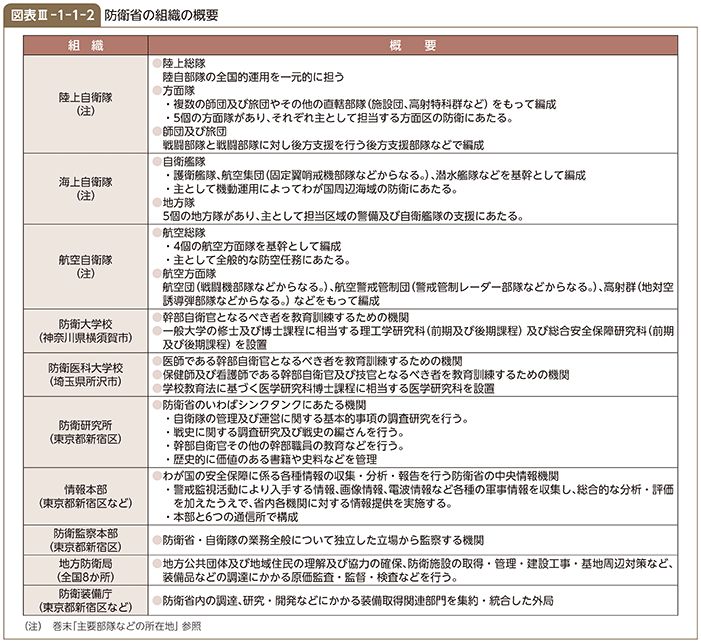 図表Ⅲ-1-1-2 防衛省の組織の概要
組 織 概 要
陸上自衛隊
（注）
●陸上総隊
陸自部隊の全国的運用を一元的に担う
●方面隊
・複数の師団及び旅団やその他の直轄部隊（施設団、高射特科群など）をもって編成
・5個の方面隊があり、それぞれ主として担当する方面区の防衛にあたる。
●師団及び旅団
戦闘部隊と戦闘部隊に対し後方支援を行う後方支援部隊などで編成
海上自衛隊
（注）
●自衛艦隊
・護衛艦隊、航空集団（固定翼哨戒機部隊などからなる。）、潜水艦隊などを基幹として編成
・主として機動運用によってわが国周辺海域の防衛にあたる。
●地方隊
5個の地方隊があり、主として担当区域の警備及び自衛艦隊の支援にあたる。
航空自衛隊
（注）
●航空総隊
・4個の航空方面隊を基幹として編成
・主として全般的な防空任務にあたる。
●航空方面隊
航空団（戦闘機部隊などからなる。）、航空警戒管制団（警戒管制レーダー部隊などからなる。）、高射群（地対空
誘導弾部隊などからなる。）などをもって編成
防衛大学校
（神奈川県横須賀市）
●幹部自衛官となるべき者を教育訓練するための機関
●一般大学の修士及び博士課程に相当する理工学研究科（前期及び後期課程）及び総合安全保障研究科（前期
及び後期課程）を設置
防衛医科大学校
（埼玉県所沢市）
●医師である幹部自衛官となるべき者を教育訓練するための機関
●保健師及び看護師である幹部自衛官及び技官となるべき者を教育訓練するための機関
●学校教育法に基づく医学研究科博士課程に相当する医学研究科を設置
防衛研究所
（東京都新宿区）
●防衛省のいわばシンクタンクにあたる機関
・自衛隊の管理及び運営に関する基本的事項の調査研究を行う。
・戦史に関する調査研究及び戦史の編さんを行う。
・幹部自衛官その他の幹部職員の教育などを行う。
・歴史的に価値のある書籍や史料などを管理
情報本部
（東京都新宿区など）
●わが国の安全保障に係る各種情報の収集・分析・報告を行う防衛省の中央情報機関
・警戒監視活動により入手する情報、画像情報、電波情報など各種の軍事情報を収集し、総合的な分析・評価
を加えたうえで、省内各機関に対する情報提供を実施する。
・本部と6つの通信所で構成
防衛監察本部
（東京都新宿区）
●防衛省・自衛隊の業務全般について独立した立場から監察する機関
地方防衛局
（全国8か所）
●地方公共団体及び地域住民の理解及び協力の確保、防衛施設の取得・管理・建設工事・基地周辺対策など、
装備品などの調達にかかる原価監査・監督・検査などを行う。
防衛装備庁
（東京都新宿区など）
●防衛省内の調達、研究・開発などにかかる装備取得関連部門を集約・統合した外局
（注） 巻末「主要部隊などの所在地」参照